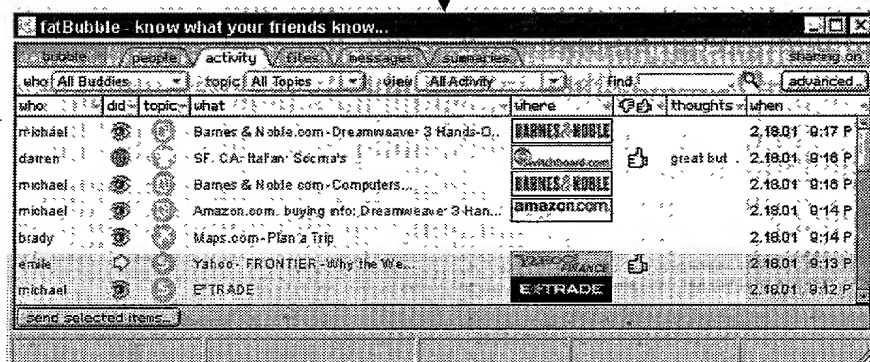 fatBubble - know what your friends know...
bubble people activity files messages summaries sharing on
who: All Buddies topic: All Topics view: All Activity find: advanced...
who: did topic what where thoughts when
michael Barnes & Noble.com - Dreamweaver 3 Hands-O.. BARNES & NOBLE 2.18.01 9:17 P
darren SF, CA: Italian: Socrna's switchboard.com great but .. 2.18.01 9:16 P
michael Barnes & Noble.com - Computers... BARNES & NOBLE 2.18.01 9:16 P
michael Amazon.com: buying info: Dreamweaver 3 Han... amazon.com 2.18.01 9:14 P
brady Maps.com - Plan a Trip 2.18.01 9:14 P
emile Yahoo - FRONTIER - Why the We... FINANCE 2.18.01 9:13 P
michael E*TRADE E*TRADE 2.18.01 9:12 P
send selected items...